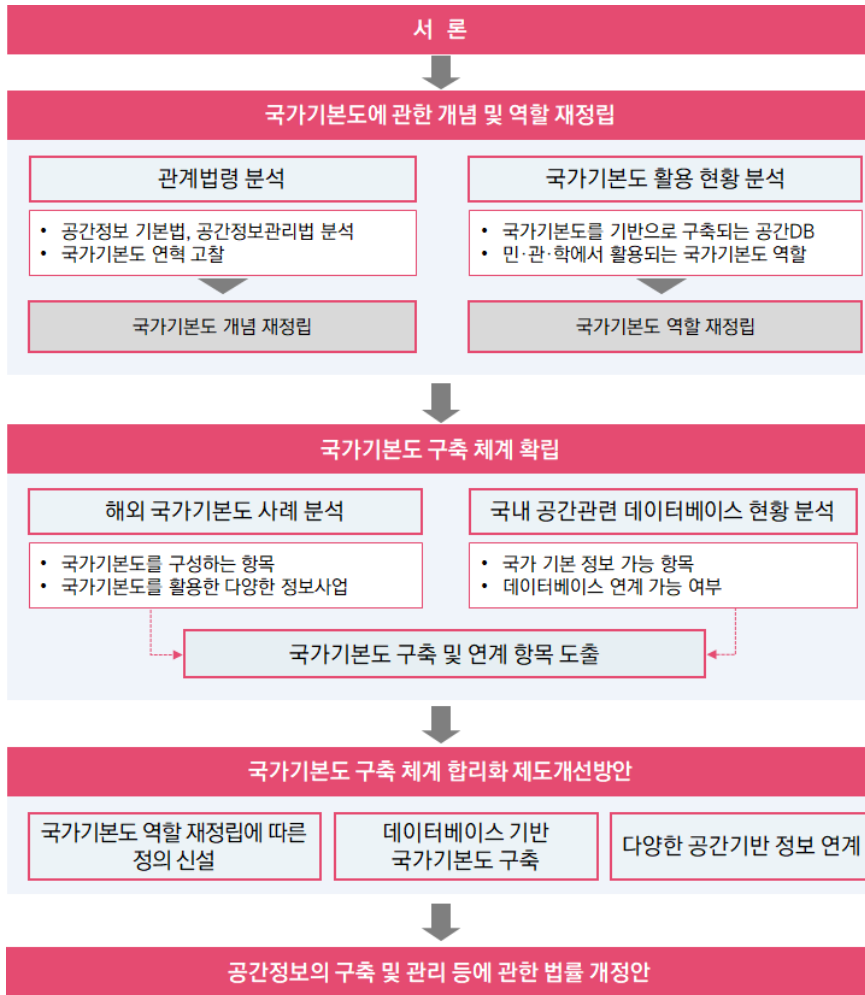 서 론
국가기본도에 관한 개념 및 역할 재정립
관계법령 분석
• 공간정보 기본법, 공간정보관리법 분석
• 국가기본도 연혁 고찰
국가기본도 개념 재정립
국가기본도 활용 현황 분석
• 국가기본도를 기반으로 구축되는 공간DB
• 민·관·학에서 활용되는 국가기본도 역할
국가기본도 역할 재정립
국가기본도 구축 체계 확립
해외 국가기본도 사례 분석
• 국가기본도를 구성하는 항목
• 국가기본도를 활용한 다양한 정보사업
국내 공간관련 데이터베이스 현황 분석
• 국가 기본 정보 가능 항목
• 데이터베이스 연계 가능 여부
국가기본도 구축 및 연계 항목 도출
국가기본도 구축 체계 합리화 제도개선방안
국가기본도 역할 재정립에 따른
정의 신설
데이터베이스 기반
국가기본도 구축
다양한 공간기반 정보 연계
공간정보의 구축 및 관리 등에 관한 법률 개정안